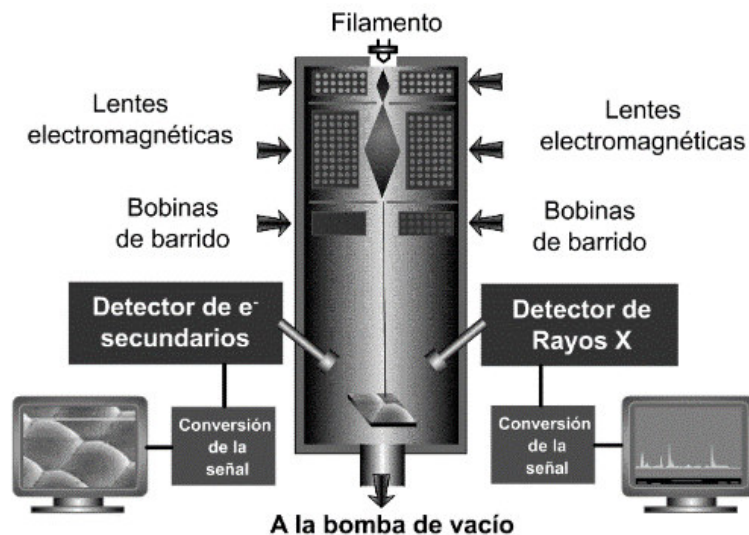 Filamento
Lentes
electromagnéticas
Lentes
electromagnéticas
Bobinas
de barrido
Bobinas
de barrido
Detector de e⁻
secundarios
Detector de
Rayos X
Conversión
de la
señal
Conversión
de la
señal
A la bomba de vacío